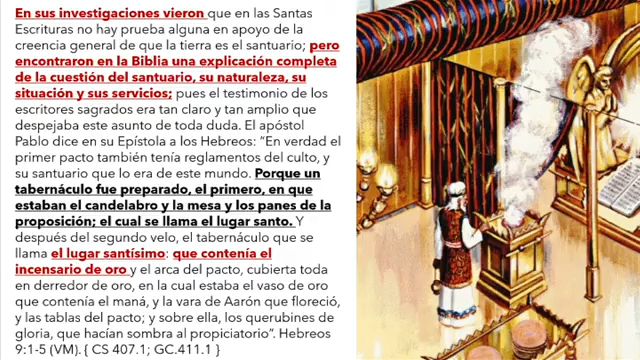 En sus investigaciones vieron que en las Santas
Escrituras no hay prueba alguna en apoyo de la
creencia general de que la tierra es el santuario; pero
encontraron en la Biblia una explicación completa
de la cuestión del santuario, su naturaleza, su
situación y sus servicios; pues el testimonio de los
escritores sagrados era tan claro y tan amplio que
despejaba este asunto de toda duda. El apóstol
Pablo dice en su Epístola a los Hebreos: “En verdad el
primer pacto también tenía reglamentos del culto, y
su santuario que lo era de este mundo. Porque un
tabernáculo fue preparado, el primero, en que
estaban el candelabro y la mesa y los panes de la
proposición; el cual se llama el lugar santo. Y
después del segundo velo, el tabernáculo que se
llama el lugar santísimo: que contenía el
incensario de oro y el arca del pacto, cubierta toda
en derredor de oro, en la cual estaba el vaso de oro
que contenía el maná, y la vara de Aarón que floreció,
y las tablas del pacto; y sobre ella, los querubines de
gloria, que hacían sombra al propiciatorio”. Hebreos
9:1-5 (VM). { CS 407.1; GC.411.1 }